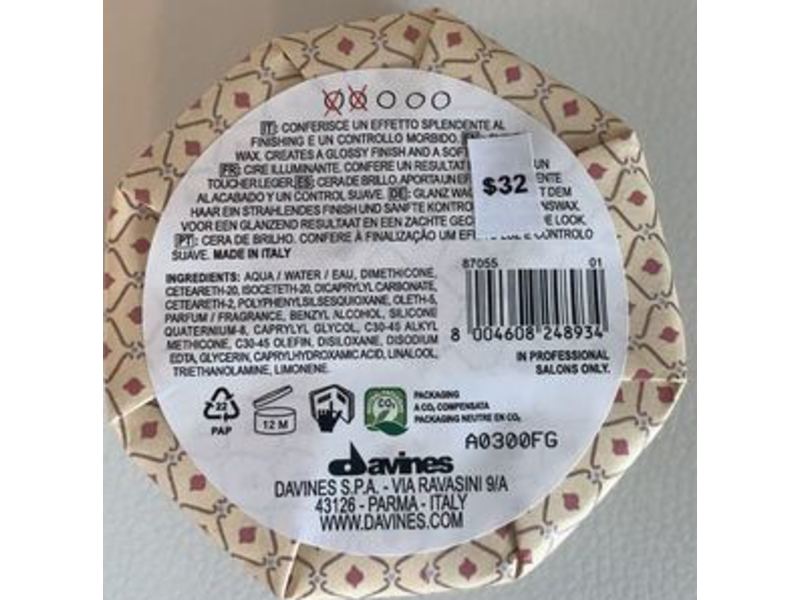 IT: CONFERISCE UN EFFETTO SPLENDENTE AL
FINISHING E UN CONTROLLO MORBIDO.
WAX. CREATES A GLOSSY FINISH AND A SOFT
FR: CIRE ILLUMINANTE. CONFERE UN RESULTAT UN
TOUCHER LEGER. ES: CERA DE BRILLO. APORTA UN
AL ACABADO Y UN CONTROL SUAVE. DE: GLANZ DEM
HAAR EIN STRAHLENDES FINISH UND SANFTE
VOOR EEN GLANZEND RESULTAAT EN EEN ZACHTE LOOK.
PT: CERA DE BRILHO. CONFERE À FINALIZAÇÃO UM CONTROLO
SUAVE. MADE IN ITALY
$32
INGREDIENTS: AQUA / WATER / EAU, DIMETHICONE,
CETEARETH-20, ISOCETETH-20, DICAPRYLYL CARBONATE,
CETEARETH-2, POLYPHENYLSILSESQUIOXANE, OLETH-5,
PARFUM / FRAGRANCE, BENZYL ALCOHOL, SILICONE
QUATERNIUM-8, CAPRYLYL GLYCOL, C30-45 ALKYL
METHICONE, C30-45 OLEFIN, DISILOXANE, DISODIUM
EDTA, GLYCERIN, CAPRYLHYDROXAMIC ACID, LINALOOL,
TRIETHANOLAMINE, LIMONENE.
87055 01
8 004608 248934
IN PROFESSIONAL
SALONS ONLY.
22
PAP
12 M
CO₂
PACKAGING
A CO₂ COMPENSATA
PACKAGING NEUTRE EN CO₂
A0300FG
davines
DAVINES S.P.A. - VIA RAVASINI 9/A
43126 - PARMA - ITALY
WWW.DAVINES.COM